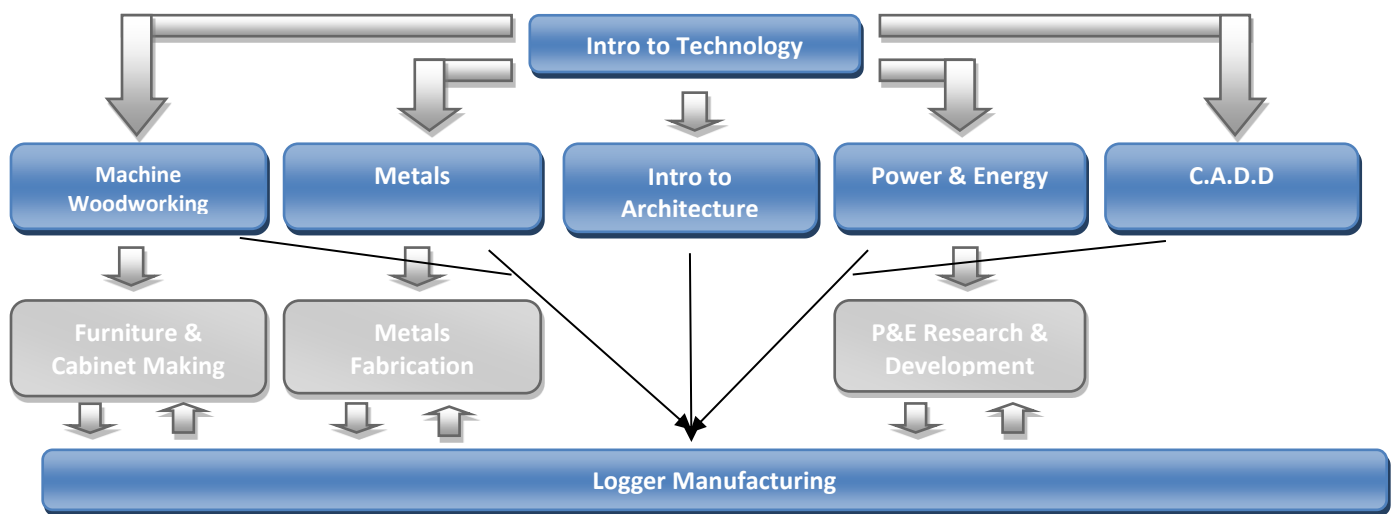 Intro to Technology
Machine
Woodworking
Metals
Intro to
Architecture
Power & Energy
C.A.D.D
Furniture &
Cabinet Making
Metals
Fabrication
P&E Research &
Development
Logger Manufacturing